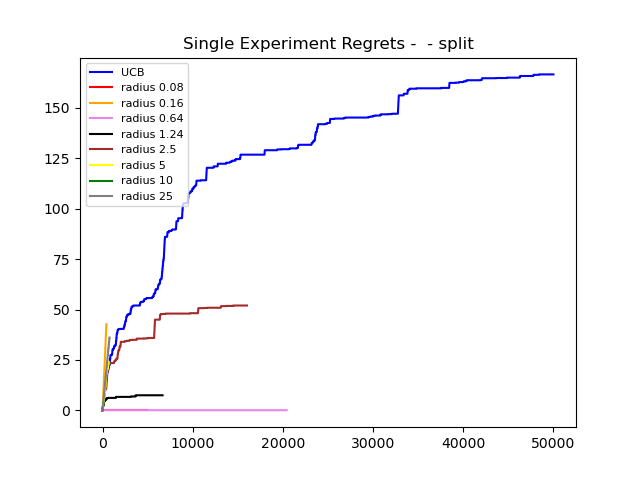 Single Experiment Regrets -  - split
UCB
radius 0.08
radius 0.16
radius 0.64
radius 1.24
radius 2.5
radius 5
radius 10
radius 25
150
125
100
75
50
25
0
0 10000 20000 30000 40000 50000